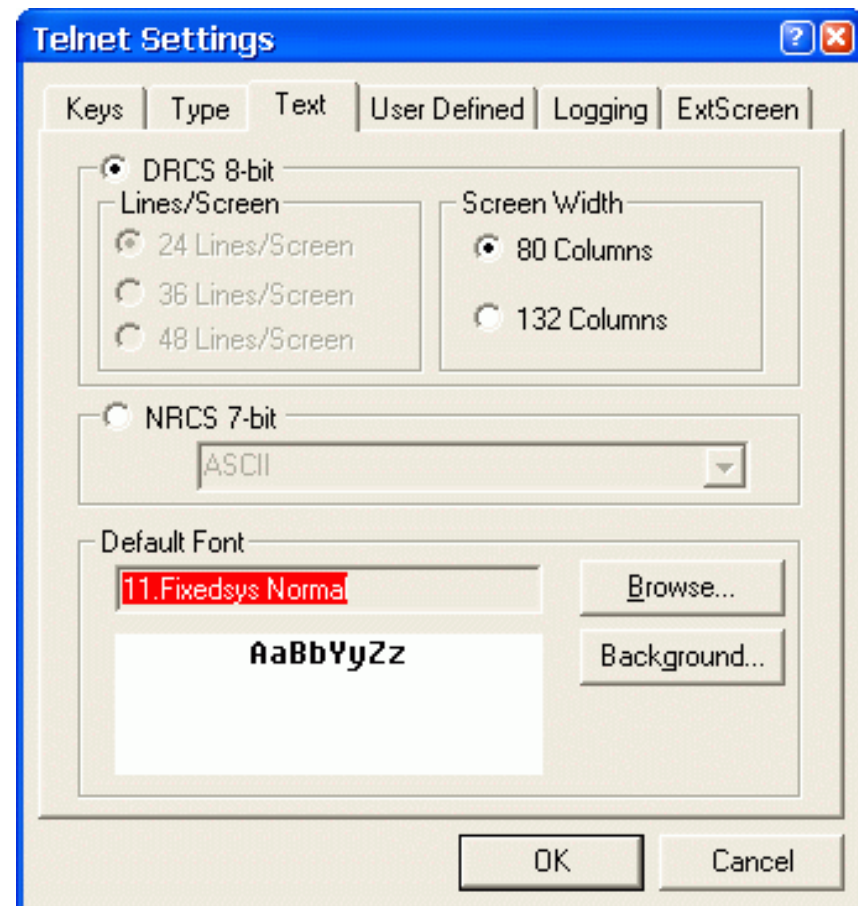 Telnet Settings
Keys Type Text User Defined Logging ExtScreen
DRCS 8-bit
Lines/Screen
24 Lines/Screen
36 Lines/Screen
48 Lines/Screen
Screen Width
80 Columns
132 Columns
NRCS 7-bit
ASCII
Default Font
11.Fixedsys Normal
Browse...
AaBbYyZz
Background...
OK Cancel